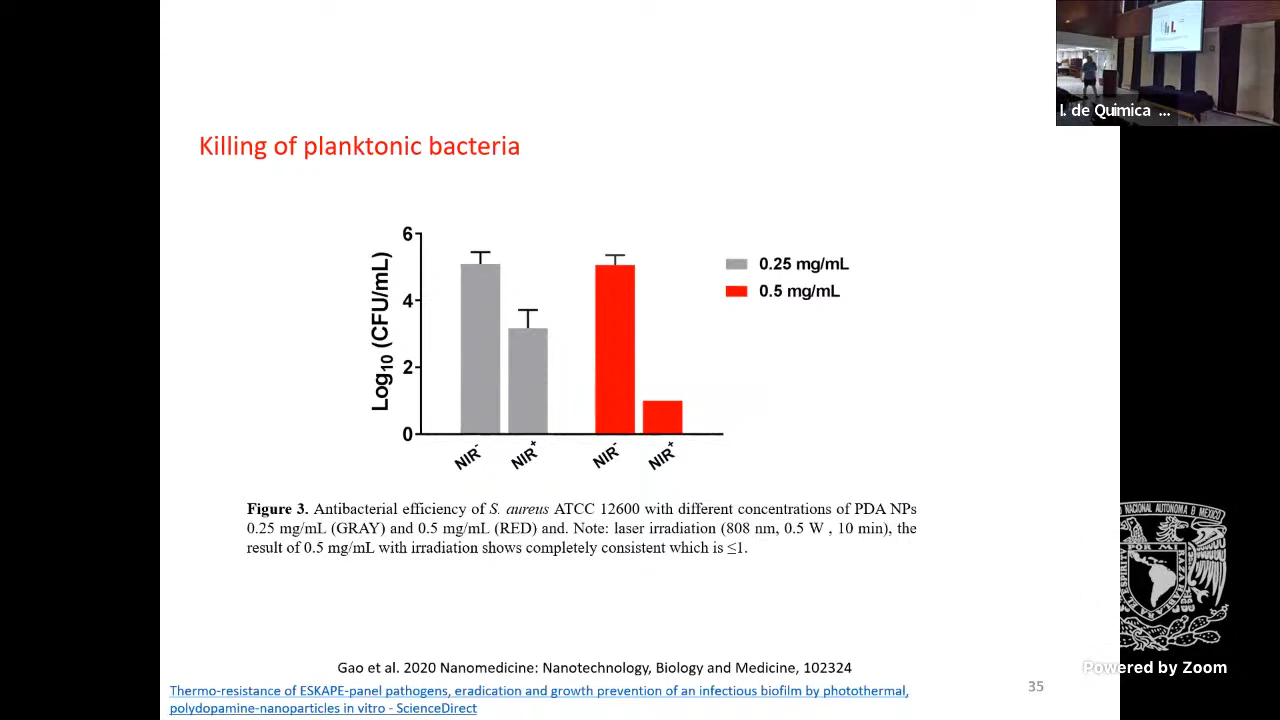 I. de Quimica ...
Killing of planktonic bacteria
6
4
2
0
Log10 (CFU/mL)
NIR-
NIR+
NIR-
NIR+
0.25 mg/mL
0.5 mg/mL
Figure 3. Antibacterial efficiency of S. aureus ATCC 12600 with different concentrations of PDA NPs
0.25 mg/mL (GRAY) and 0.5 mg/mL (RED) and. Note: laser irradiation (808 nm, 0.5 W , 10 min), the
result of 0.5 mg/mL with irradiation shows completely consistent which is ≤1.
Gao et al. 2020 Nanomedicine: Nanotechnology, Biology and Medicine, 102324
Thermo-resistance of ESKAPE-panel pathogens, eradication and growth prevention of an infectious biofilm by photothermal,
polydopamine-nanoparticles in vitro - ScienceDirect
35
Powered by Zoom